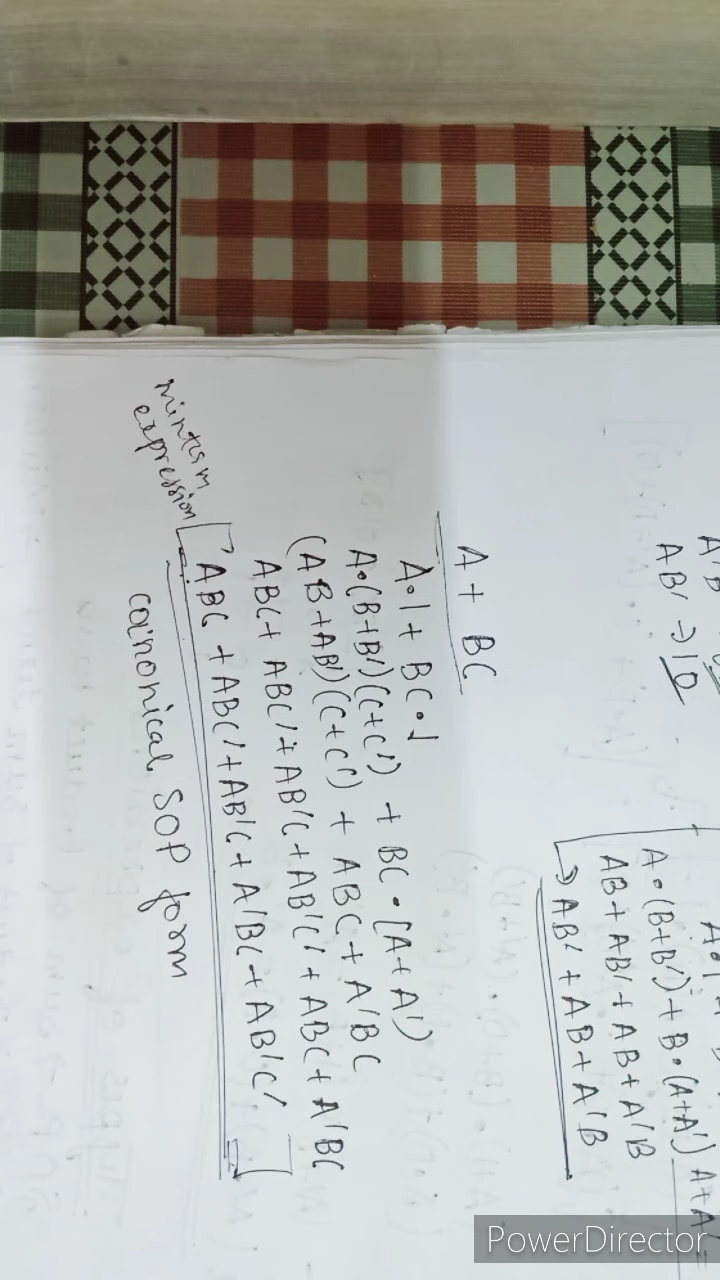 AB' → 10
A•(B+B') + B•(A+A')
AB + AB' + AB + A'B
→ AB' + AB + A'B
A + BC
A•1 + BC•1
A•(B+B')(C+C') + BC•(A+A')
(AB+AB')(C+C') + ABC + A'BC
ABC + ABC' + AB'C + AB'C' + ABC + A'BC
ABC + ABC' + AB'C + A'BC + AB'C'
expression
canonical SOP form
PowerDirector